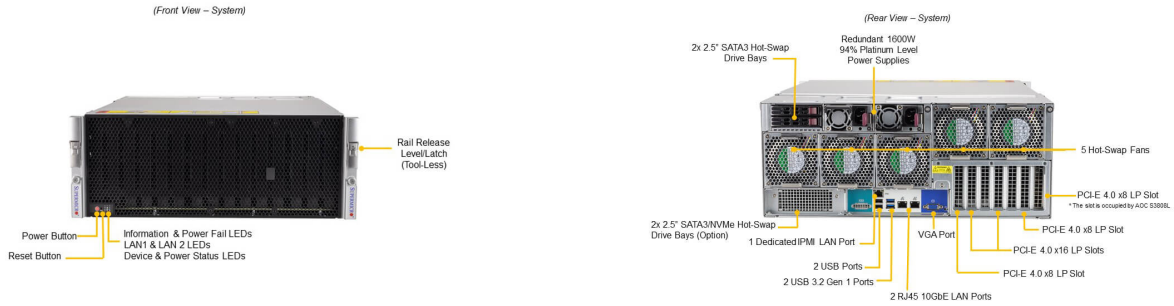 (Front View – System)
Rail Release
Level/Latch
(Tool-Less)
Power Button
Reset Button
Information & Power Fail LEDs
LAN1 & LAN 2 LEDs
Device & Power Status LEDs
SUPERMICRO
SUPERMICRO
(Rear View – System)
2x 2.5" SATA3 Hot-Swap
Drive Bays
Redundant 1600W
94% Platinum Level
Power Supplies
5 Hot-Swap Fans
PCI-E 4.0 x8 LP Slot
* The slot is occupied by AOC S3808L
PCI-E 4.0 x8 LP Slot
PCI-E 4.0 x16 LP Slots
PCI-E 4.0 x8 LP Slot
VGA Port
2x 2.5" SATA3/NVMe Hot-Swap
Drive Bays (Option)
1 Dedicated IPMI LAN Port
2 USB Ports
2 USB 3.2 Gen 1 Ports
2 RJ45 10GbE LAN Ports